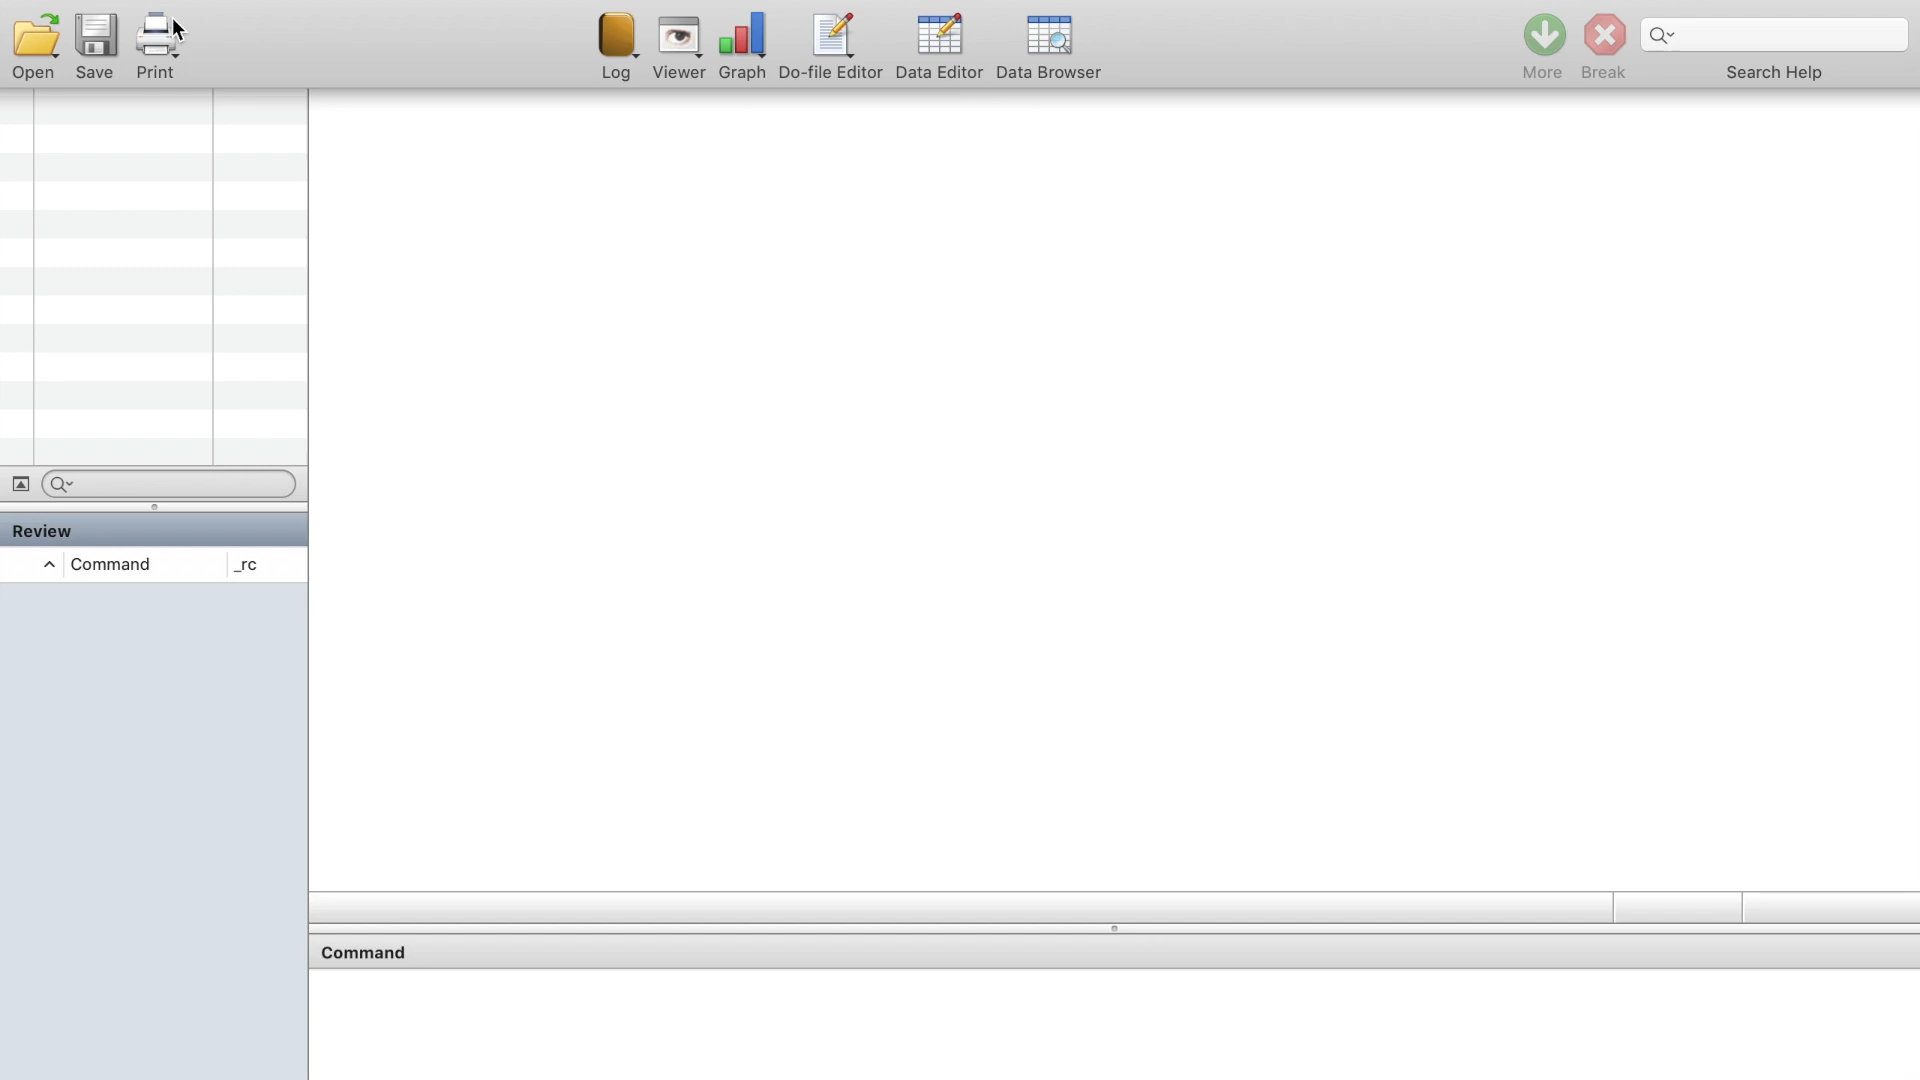 Open Save Print Log Viewer Graph Do-file Editor Data Editor Data Browser More Break Search Help
Review
Command _rc
Command